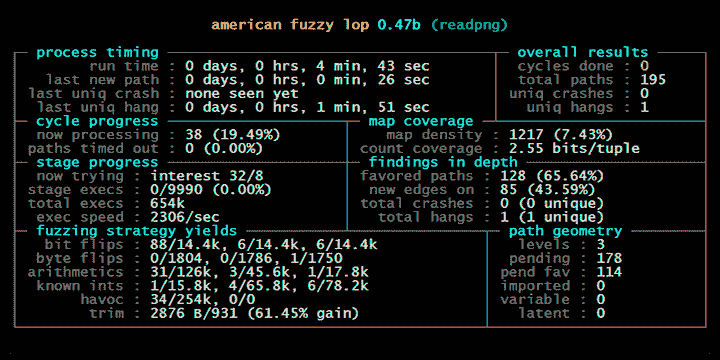 american fuzzy lop 0.47b (readpng)
process timing overall results
run time : 0 days, 0 hrs, 4 min, 43 sec cycles done : 0
last new path : 0 days, 0 hrs, 0 min, 26 sec total paths : 195
last uniq crash : none seen yet uniq crashes : 0
last uniq hang : 0 days, 0 hrs, 1 min, 51 sec uniq hangs : 1
cycle progress map coverage
now processing : 38 (19.49%) map density : 1217 (7.43%)
paths timed out : 0 (0.00%) count coverage : 2.55 bits/tuple
stage progress findings in depth
now trying : interest 32/8 favored paths : 128 (65.64%)
stage execs : 0/9990 (0.00%) new edges on : 85 (43.59%)
total execs : 654k total crashes : 0 (0 unique)
exec speed : 2306/sec total hangs : 1 (1 unique)
fuzzing strategy yields path geometry
bit flips : 88/14.4k, 6/14.4k, 6/14.4k levels : 3
byte flips : 0/1804, 0/1786, 1/1750 pending : 178
arithmetics : 31/126k, 3/45.6k, 1/17.8k pend fav : 114
known ints : 1/15.8k, 4/65.8k, 6/78.2k imported : 0
havoc : 34/254k, 0/0 variable : 0
trim : 2876 B/931 (61.45% gain) latent : 0